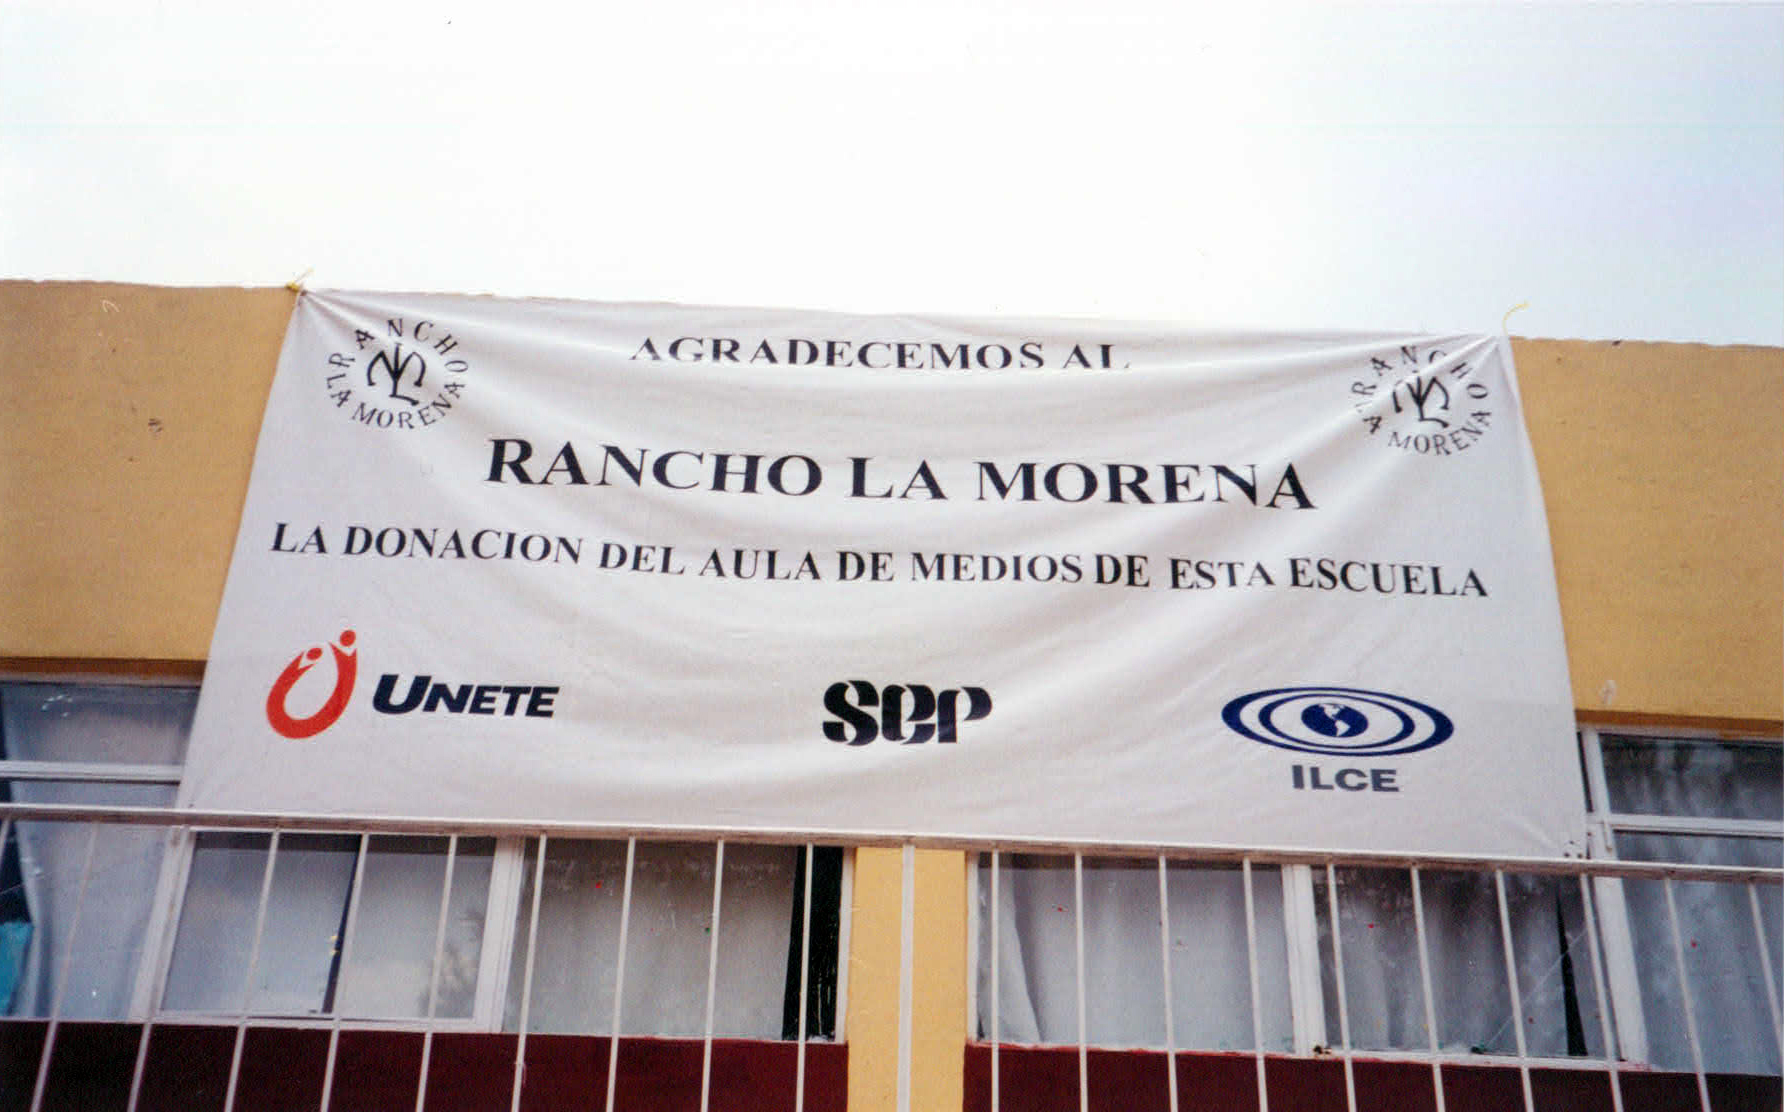 RANCHO LA MORENA
AGRADECEMOS AL
RANCHO LA MORENA
RANCHO LA MORENA
LA DONACION DEL AULA DE MEDIOS DE ESTA ESCUELA
UNETE
SEP
ILCE